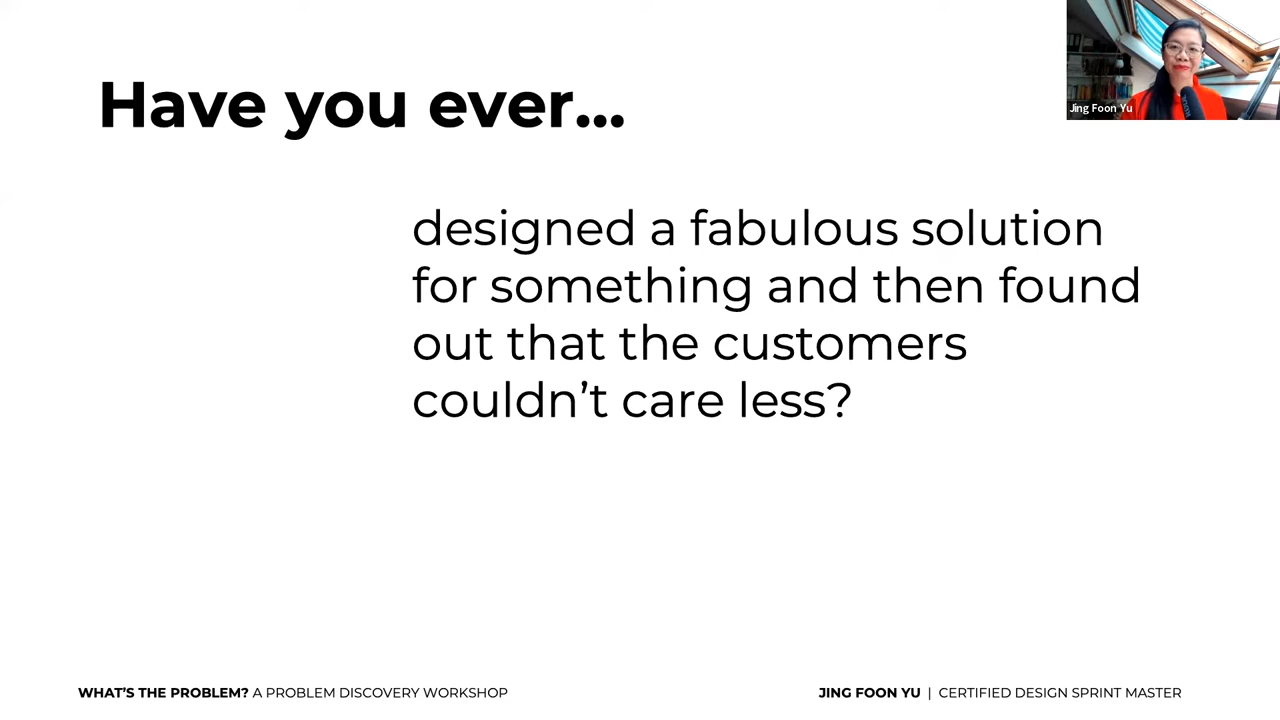 Have you ever...
Jing Foon Yu
designed a fabulous solution
for something and then found
out that the customers
couldn’t care less?
WHAT’S THE PROBLEM? A PROBLEM DISCOVERY WORKSHOP
JING FOON YU | CERTIFIED DESIGN SPRINT MASTER